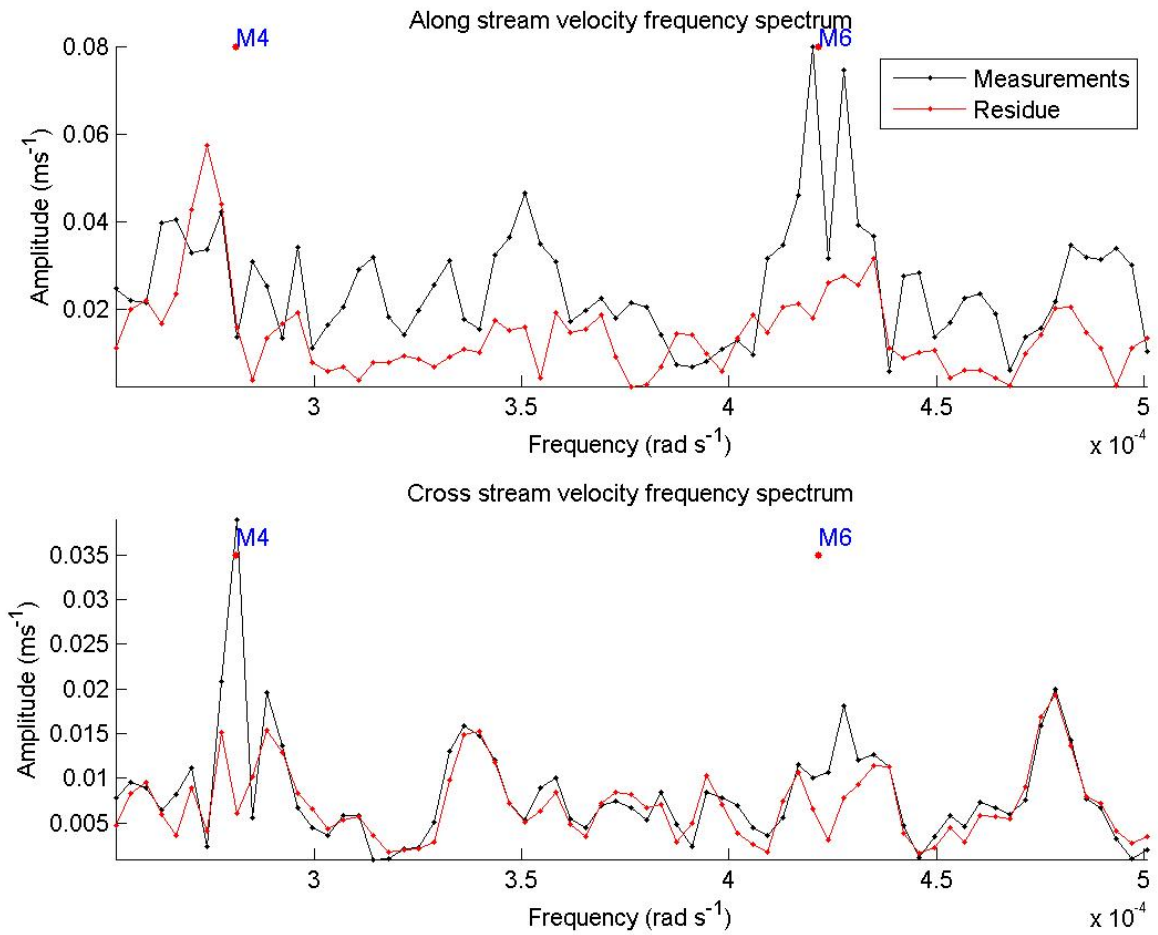 Along stream velocity frequency spectrum
M4
M6
0.08
0.06
0.04
0.02
Amplitude (ms⁻¹)
Measurements
Residue
3
3.5
4
4.5
5
Frequency (rad s⁻¹)
x 10⁻⁴
Cross stream velocity frequency spectrum
M4
M6
0.035
0.03
0.025
0.02
0.015
0.01
0.005
Amplitude (ms⁻¹)
3
3.5
4
4.5
5
Frequency (rad s⁻¹)
x 10⁻⁴